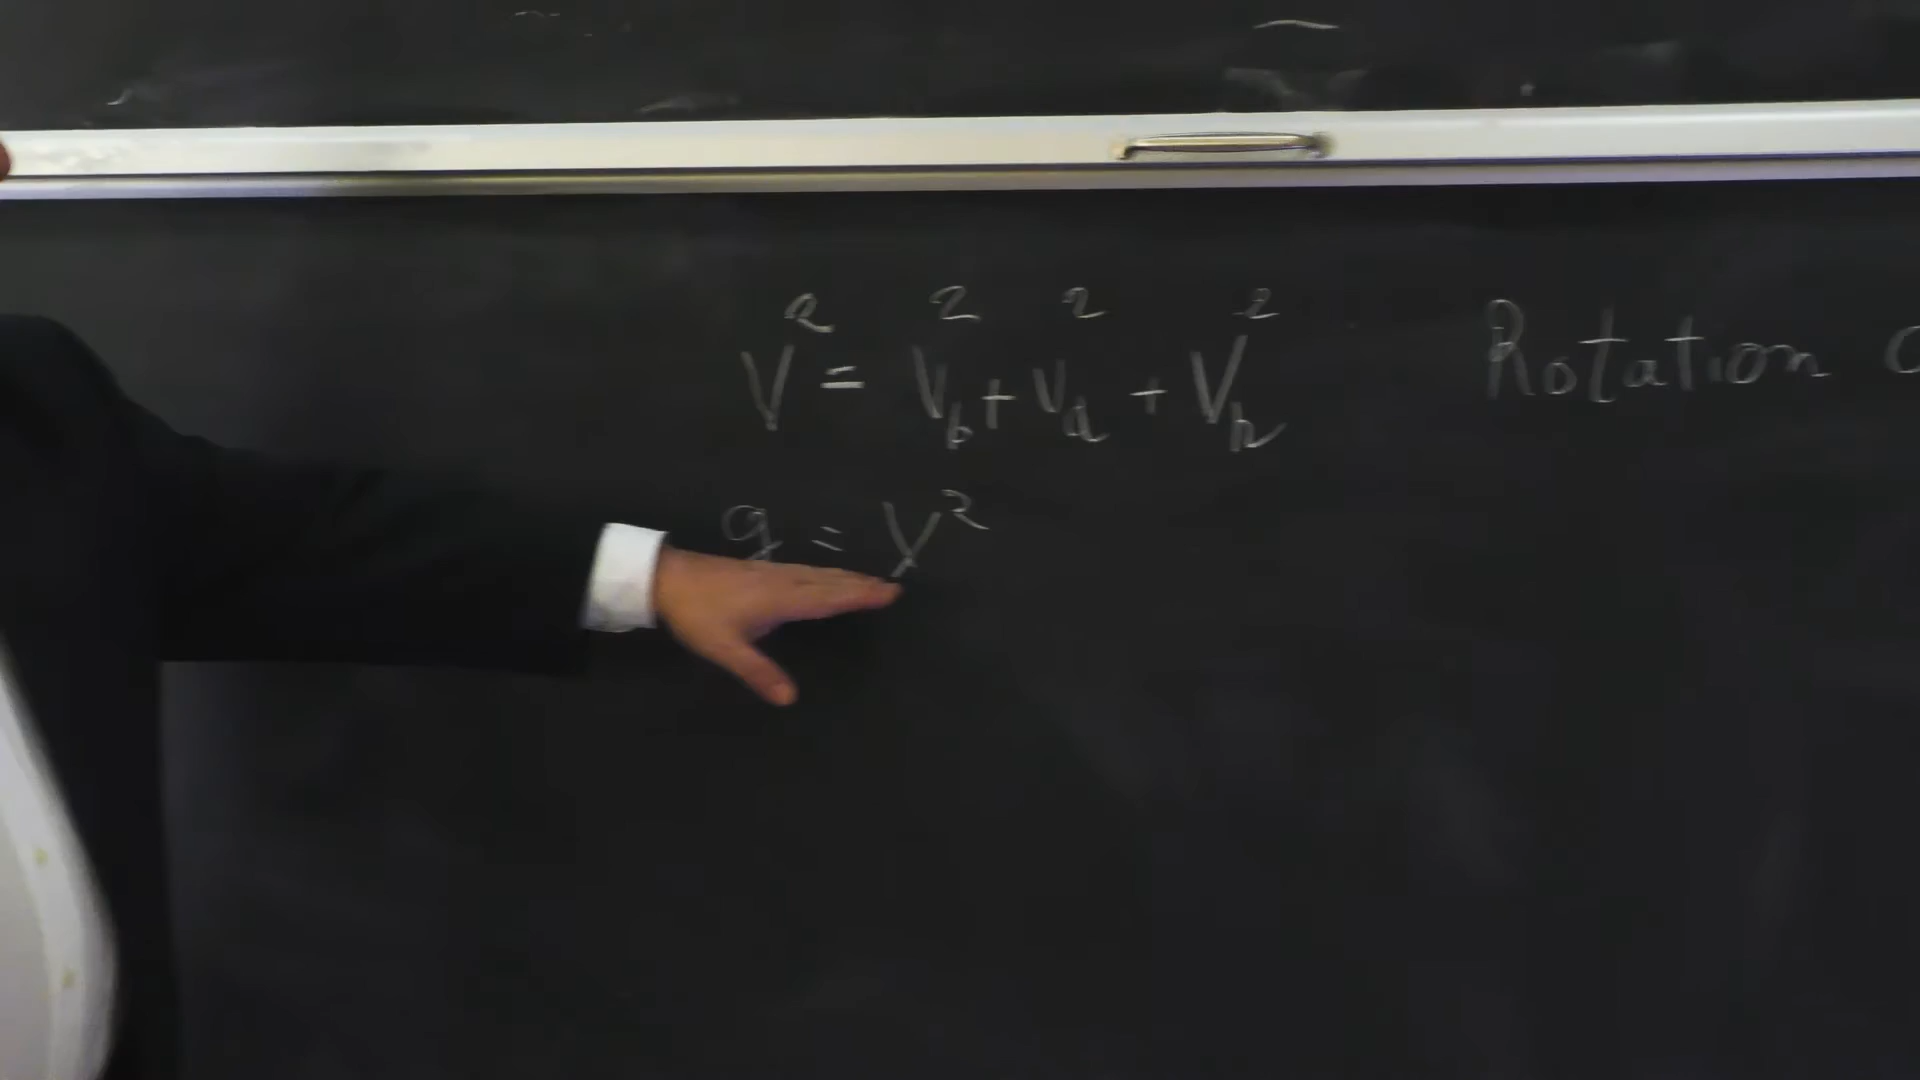 V² = V_b² + V_d² + V_h²
Rotation
g = V²